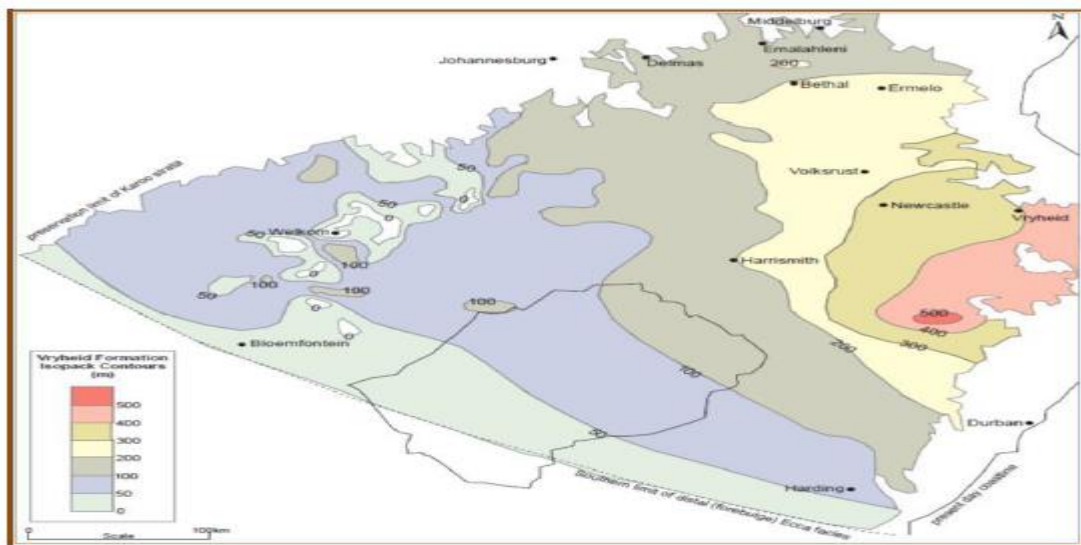 Middelburg
N
Emalahleni
Johannesburg
Delmas
200
Bethal
Ermelo
preservation limit of Karoo strata
50
0
50
0
Volksrust
Newcastle
Vryheid
Welkom
50
100
Harrismith
0
100
50
100
0
100
500
400
300
200
0
Bloemfontein
100
50
Durban
Harding
Southern limit of distal (forebulge) Ecca facies
present day coastline
Vryheid Formation
Isopack Contours
(m)
500
400
300
200
100
50
0
0
100km
Scale